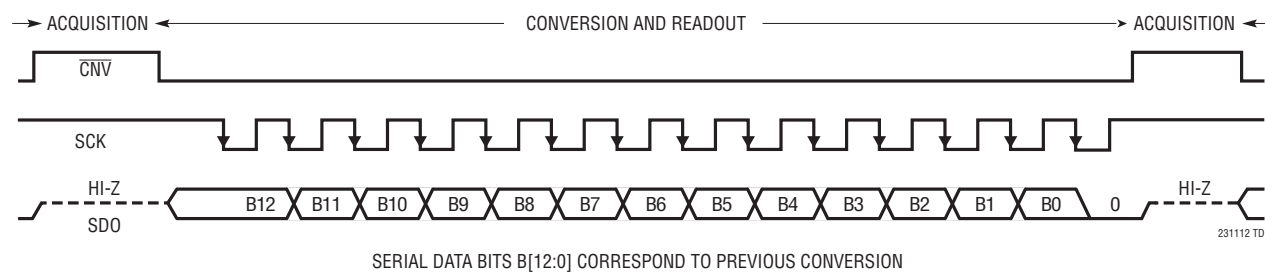 ACQUISITION CONVERSION AND READOUT ACQUISITION
CNV
SCK
HI-Z HI-Z
B12 B11 B10 B9 B8 B7 B6 B5 B4 B3 B2 B1 B0 0
SDO
231112 TD
SERIAL DATA BITS B[12:0] CORRESPOND TO PREVIOUS CONVERSION